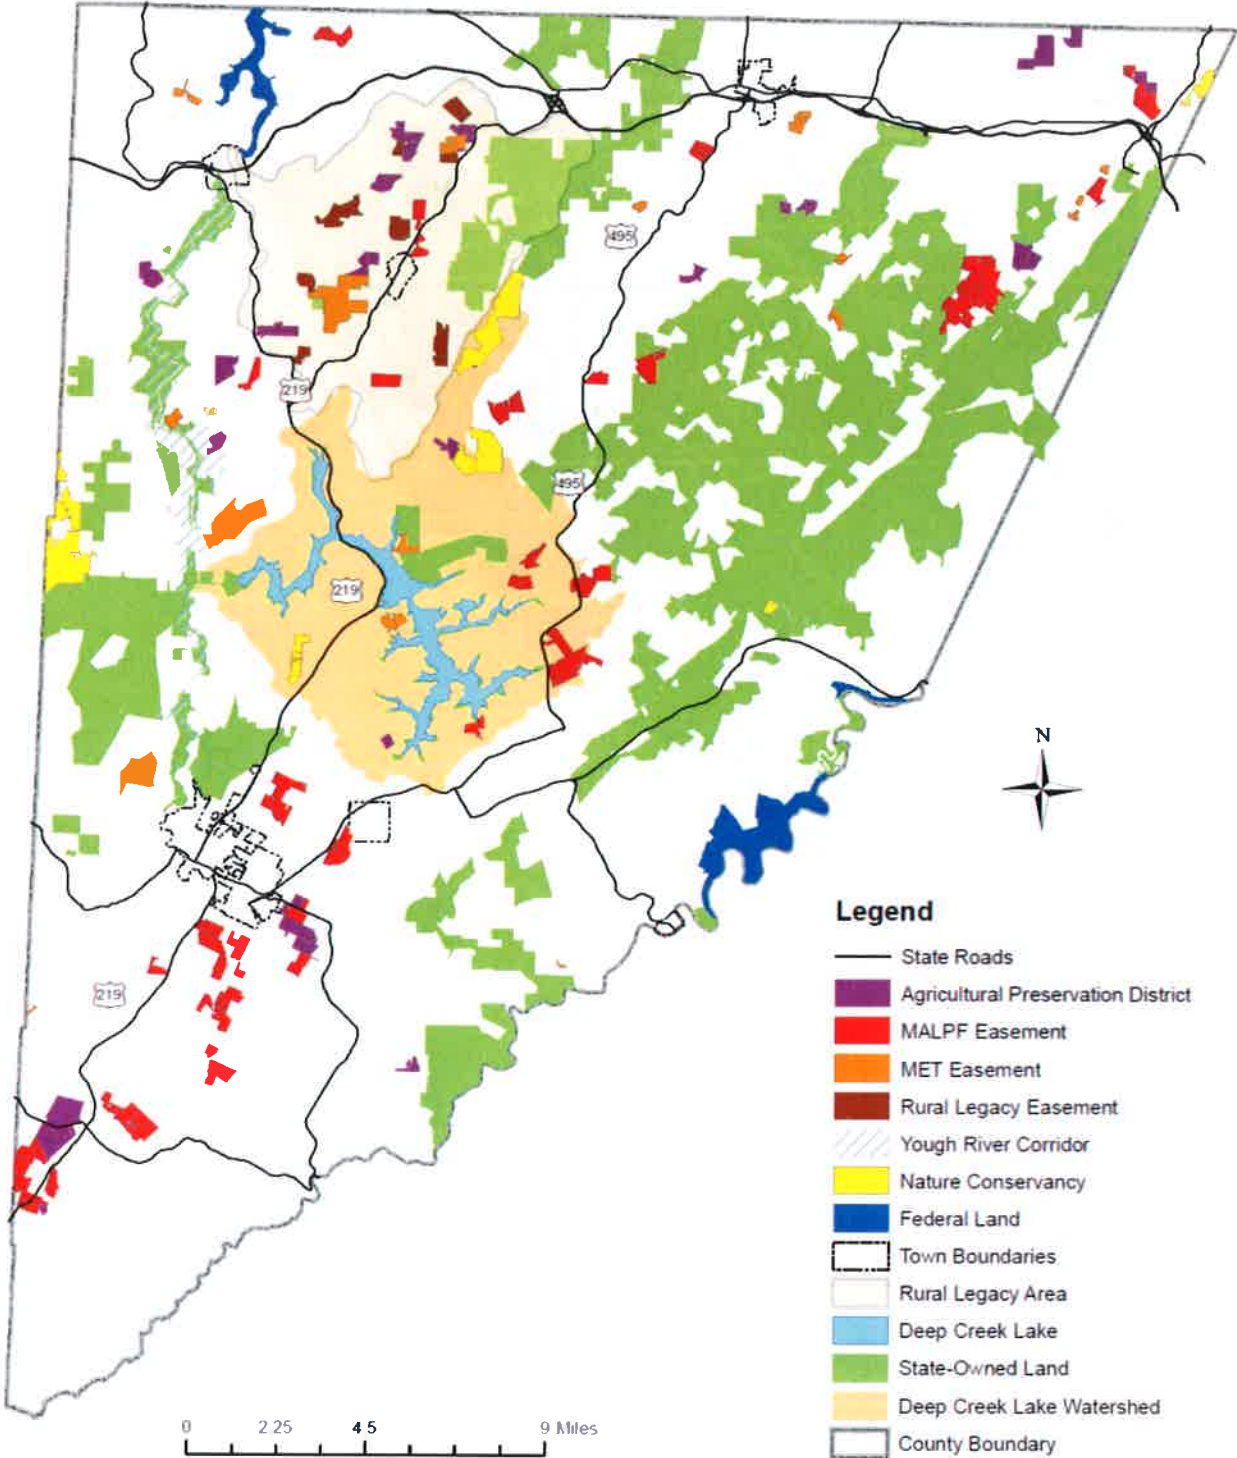 495
219
495
219
N
Legend
State Roads
Agricultural Preservation District
219
MALPF Easement
MET Easement
Rural Legacy Easement
Yough River Corridor
Nature Conservancy
Federal Land
Town Boundaries
Rural Legacy Area
Deep Creek Lake
State-Owned Land
Deep Creek Lake Watershed
0 2 25 4 5 9 Miles
County Boundary